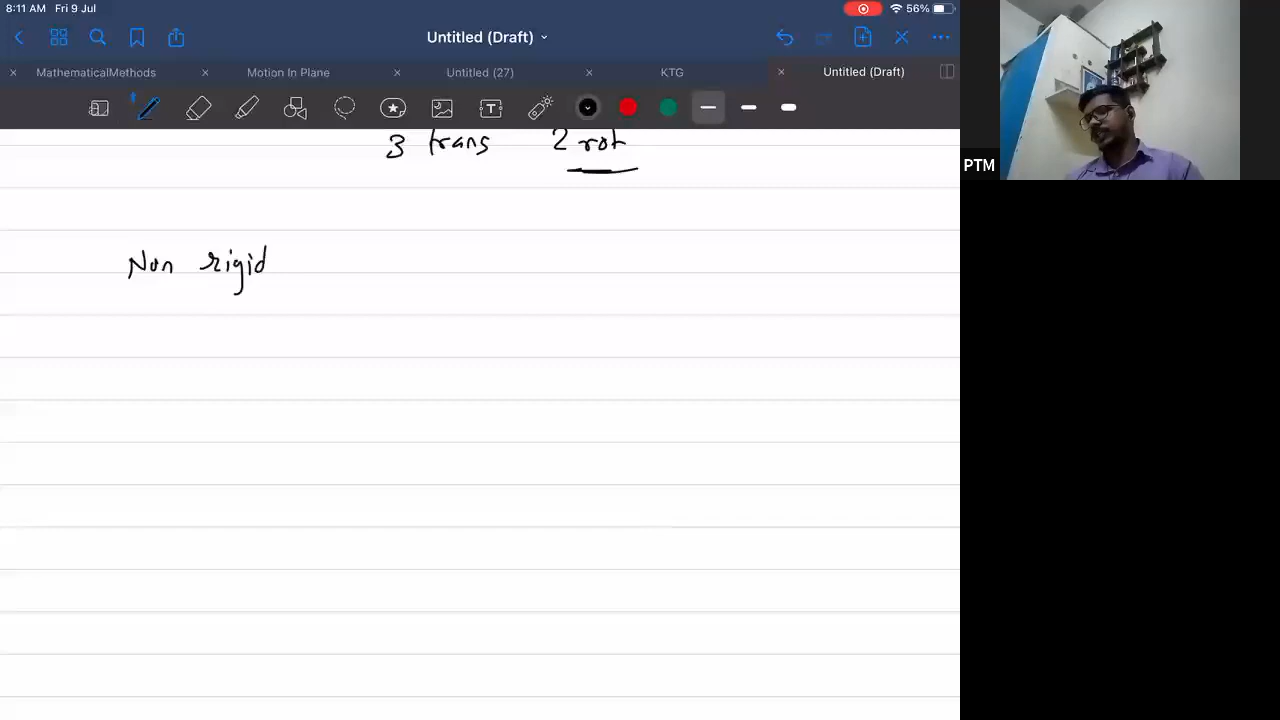 8:11 AM Fri 9 Jul 56%
Untitled (Draft)
MathematicalMethods Motion In Plane Untitled (27) KTG Untitled (Draft)
3 trans 2 rot
PTM
Non rigid